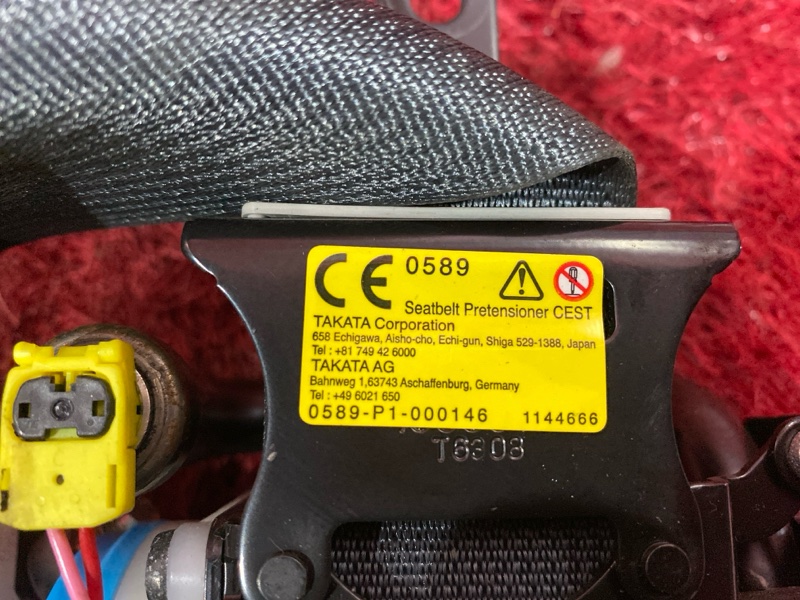 CE 0589
Seatbelt Pretensioner CEST
TAKATA Corporation
658 Echigawa, Aisho-cho, Echi-gun, Shiga 529-1388, Japan
Tel : +81 749 42 6000
TAKATA AG
Bahnweg 1,63743 Aschaffenburg, Germany
Tel : +49 6021 650
0589-P1-000146 1144666